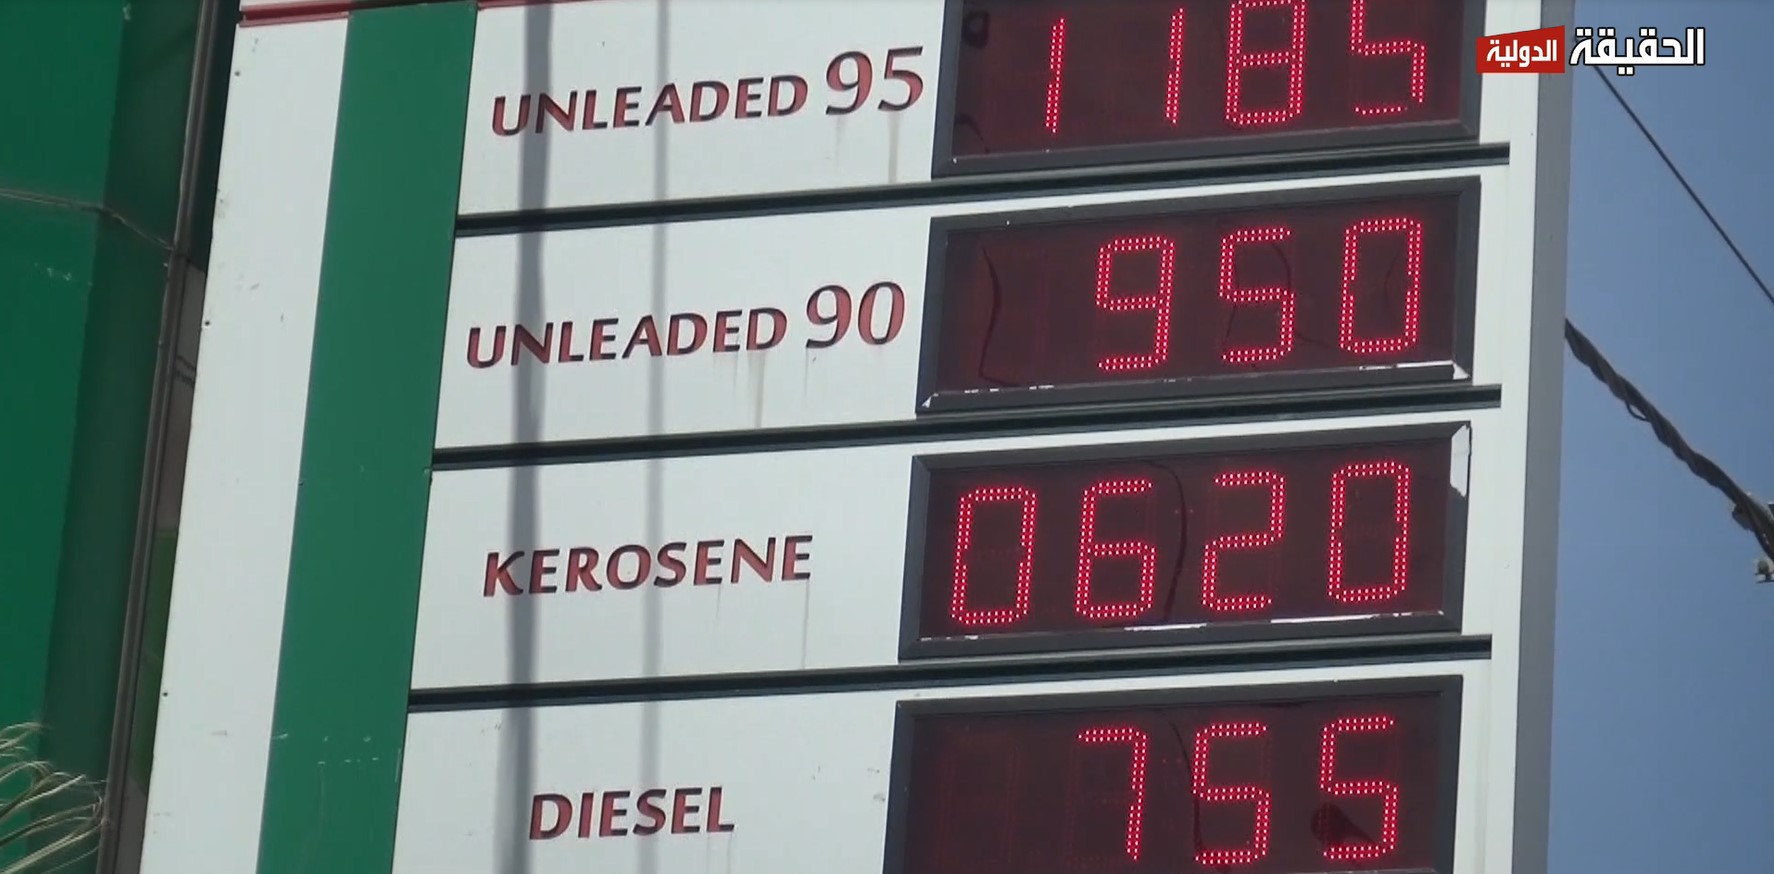 الحقيقة الدولية
UNLEADED 95 1185
UNLEADED 90 950
KEROSENE 0620
DIESEL 755